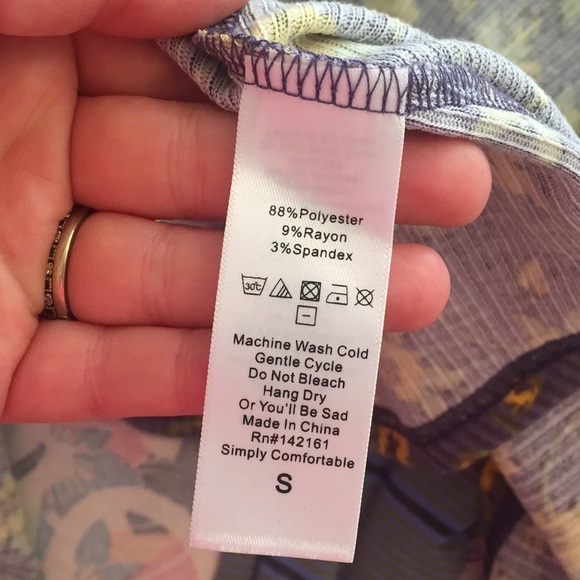 88%Polyester
9%Rayon
3%Spandex
30℃
Machine Wash Cold
Gentle Cycle
Do Not Bleach
Hang Dry
Or You'll Be Sad
Made In China
Rn#142161
Simply Comfortable
S